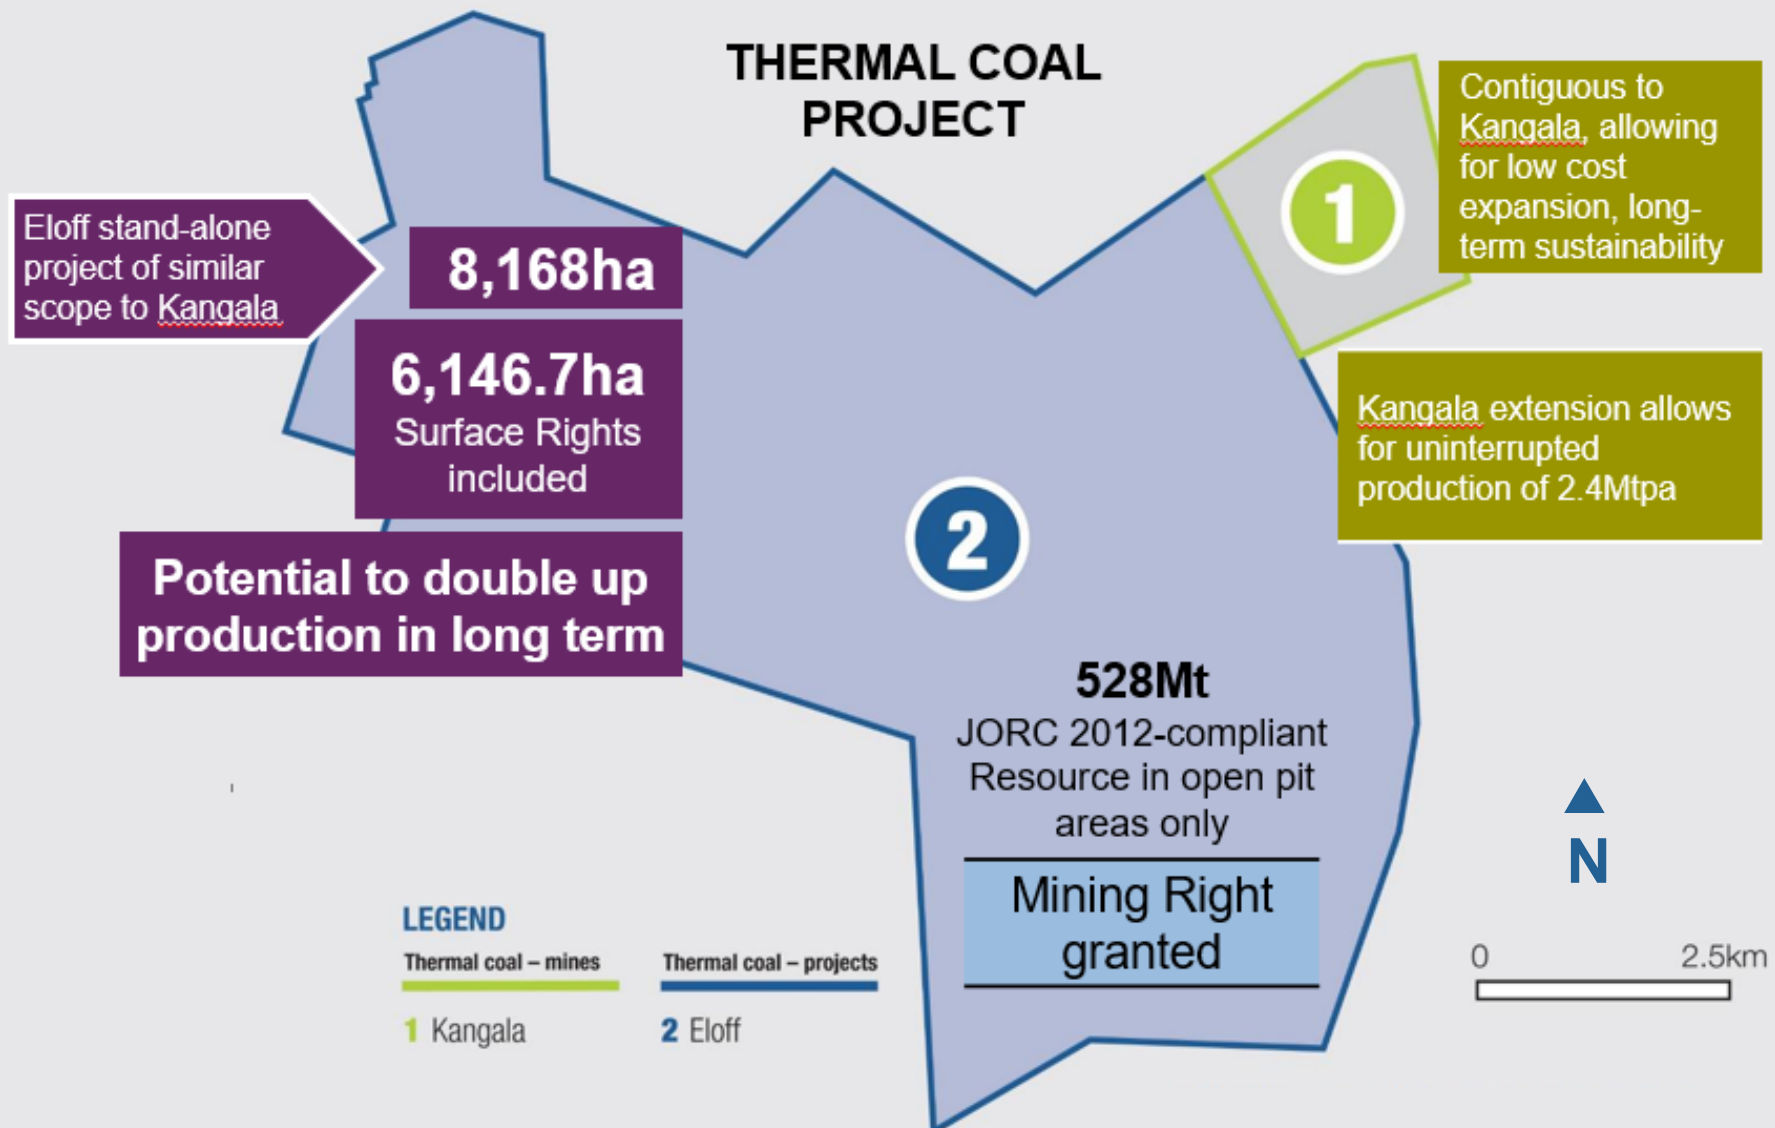 THERMAL COAL
PROJECT
Contiguous to
Kangala, allowing
for low cost
expansion, long-
term sustainability
1
Eloff stand-alone
project of similar
scope to Kangala
8,168ha
6,146.7ha
Surface Rights
included
Potential to double up
production in long term
Kangala extension allows
for uninterrupted
production of 2.4Mtpa
2
528Mt
JORC 2012-compliant
Resource in open pit
areas only
Mining Right
granted
N
0 2.5km
LEGEND
Thermal coal – mines
1 Kangala
Thermal coal – projects
2 Eloff